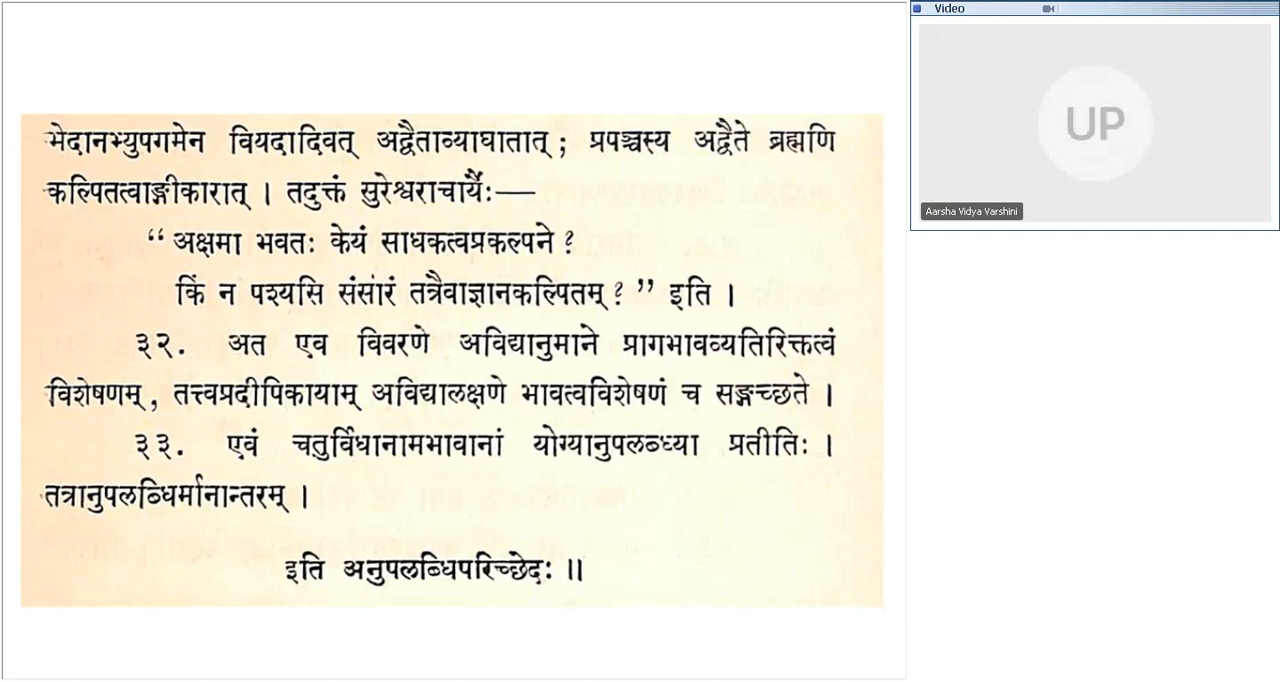 भेदानभ्युपगमेन वियदादिवत् अद्वैताव्याघातात् ; प्रपञ्चस्य अद्वैते ब्रह्मणि
कल्पितत्वाङ्गीकारात् । तदुक्तं सुरेश्वराचार्यैः—
“ अक्षमा भवतः केयं साधकत्वप्रकल्पने ?
किं न पश्यसि संसारं तत्रैवाज्ञानकल्पितम् ? ” इति ।
३२. अत एव विवरणे अविद्यानुमाने प्रागभावव्यतिरिक्तत्वं
विशेषणम् , तत्त्वप्रदीपिकायाम् अविद्यालक्षणे भावत्वविशेषणं च सङ्गच्छते ।
३३. एवं चतुर्विधानामभावानां योग्यानुपलब्ध्या प्रतीतिः ।
तत्रानुपलब्धिर्मानान्तरम् ।
इति अनुपलब्धिपरिच्छेदः ॥
Video
UP
Aarsha Vidya Varshini